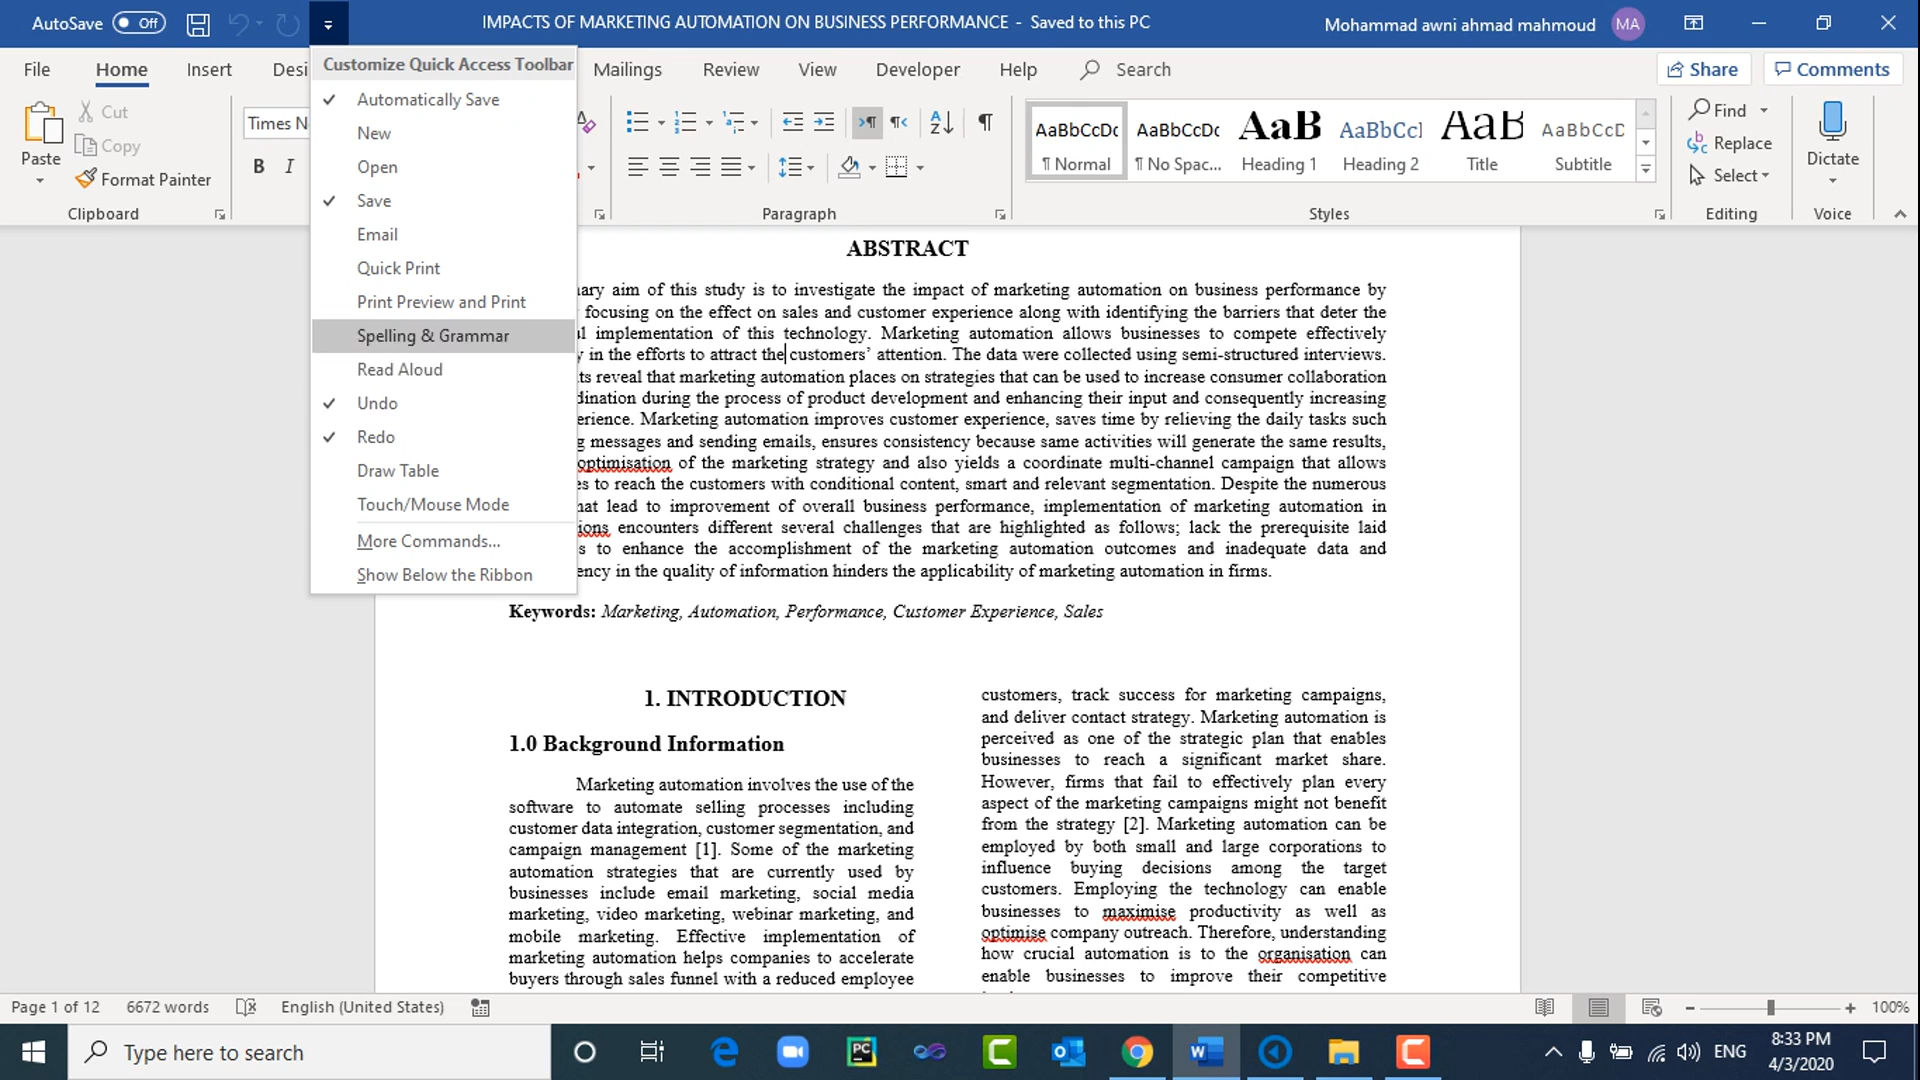 AutoSave Off
IMPACTS OF MARKETING AUTOMATION ON BUSINESS PERFORMANCE - Saved to this PC
Mohammad awni ahmad mahmoud MA
File Home Insert Desi
Mailings Review View Developer Help Search
Share Comments
Paste
Cut
Copy
Format Painter
Clipboard
Times N
B I
Paragraph
AaBbCcDc AaBbCcDc AaB AaBbCcI AaB AaBbCcD
¶ Normal ¶ No Spac... Heading 1 Heading 2 Title Subtitle
Styles
Find
Replace
Select
Editing
Dictate
Voice
Customize Quick Access Toolbar
Automatically Save
New
Open
Save
Email
Quick Print
Print Preview and Print
Spelling & Grammar
Read Aloud
Undo
Redo
Draw Table
Touch/Mouse Mode
More Commands...
Show Below the Ribbon
ABSTRACT
ary aim of this study is to investigate the impact of marketing automation on business performance by
focusing on the effect on sales and customer experience along with identifying the barriers that deter the
l implementation of this technology. Marketing automation allows businesses to compete effectively
y in the efforts to attract the customers’ attention. The data were collected using semi-structured interviews.
ts reveal that marketing automation places on strategies that can be used to increase consumer collaboration
dination during the process of product development and enhancing their input and consequently increasing
erience. Marketing automation improves customer experience, saves time by relieving the daily tasks such
g messages and sending emails, ensures consistency because same activities will generate the same results,
optimisation of the marketing strategy and also yields a coordinate multi-channel campaign that allows
es to reach the customers with conditional content, smart and relevant segmentation. Despite the numerous
hat lead to improvement of overall business performance, implementation of marketing automation in
ions encounters different several challenges that are highlighted as follows; lack the prerequisite laid
s to enhance the accomplishment of the marketing automation outcomes and inadequate data and
ency in the quality of information hinders the applicability of marketing automation in firms.
Keywords: Marketing, Automation, Performance, Customer Experience, Sales
1. INTRODUCTION
1.0 Background Information
Marketing automation involves the use of the
software to automate selling processes including
customer data integration, customer segmentation, and
campaign management [1]. Some of the marketing
automation strategies that are currently used by
businesses include email marketing, social media
marketing, video marketing, webinar marketing, and
mobile marketing. Effective implementation of
marketing automation helps companies to accelerate
buyers through sales funnel with a reduced employee
customers, track success for marketing campaigns,
and deliver contact strategy. Marketing automation is
perceived as one of the strategic plan that enables
businesses to reach a significant market share.
However, firms that fail to effectively plan every
aspect of the marketing campaigns might not benefit
from the strategy [2]. Marketing automation can be
employed by both small and large corporations to
influence buying decisions among the target
customers. Employing the technology can enable
businesses to maximise productivity as well as
optimise company outreach. Therefore, understanding
how crucial automation is to the organisation can
enable businesses to improve their competitive
Page 1 of 12 6672 words English (United States)
100%
Type here to search
ENG
8:33 PM
4/3/2020